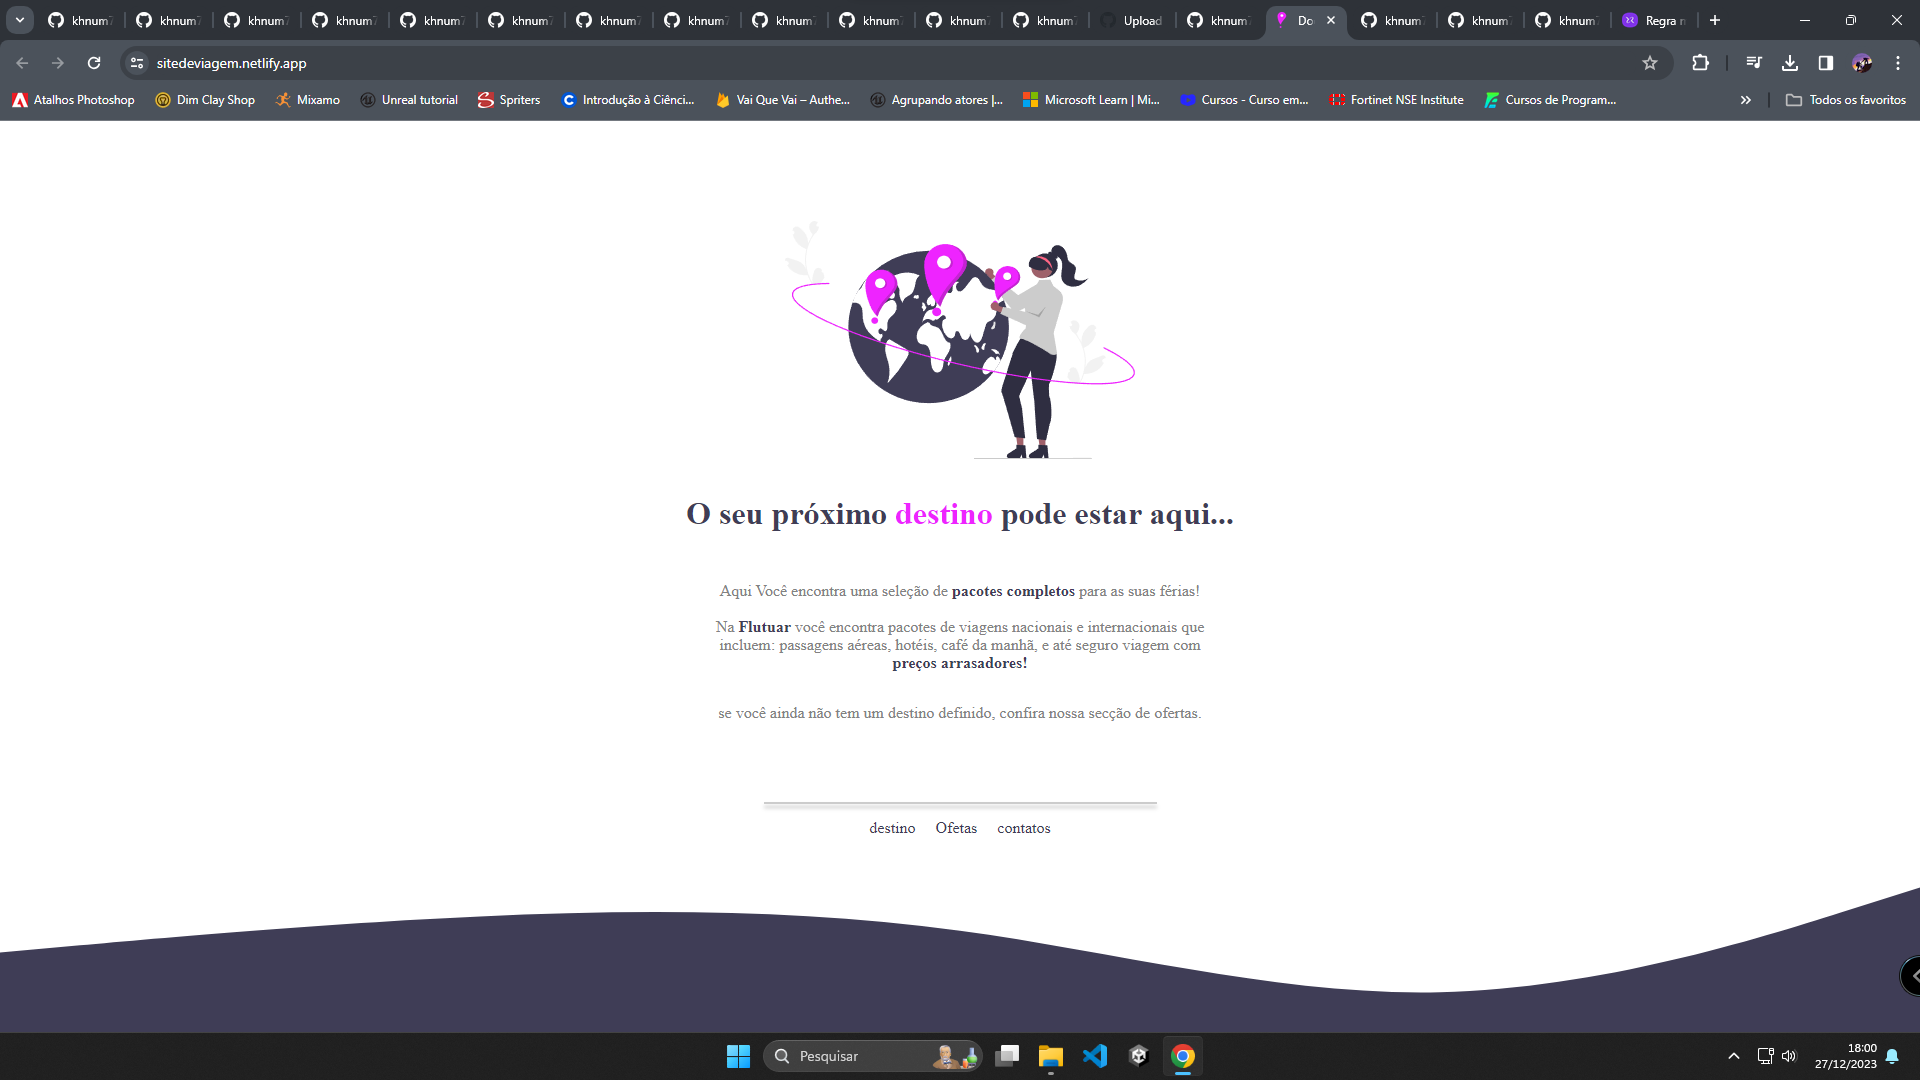 khnum7
khnum7
khnum7
khnum7
khnum7
khnum7
khnum7
khnum7
khnum7
khnum7
khnum7
khnum7
Upload
khnum7
Do
khnum7
khnum7
khnum7
Regra n
sitedeviagem.netlify.app
Atalhos Photoshop
Dim Clay Shop
Mixamo
Unreal tutorial
Spriters
Introdução à Ciênci...
Vai Que Vai – Authe...
Agrupando atores |...
Microsoft Learn | Mi...
Cursos - Curso em...
Fortinet NSE Institute
Cursos de Program...
Todos os favoritos
O seu próximo destino pode estar aqui...
Aqui Você encontra uma seleção de pacotes completos para as suas férias!
Na Flutuar você encontra pacotes de viagens nacionais e internacionais que
incluem: passagens aéreas, hotéis, café da manhã, e até seguro viagem com
preços arrasadores!
se você ainda não tem um destino definido, confira nossa secção de ofertas.
destino Ofetas contatos
Pesquisar
18:00
27/12/2023